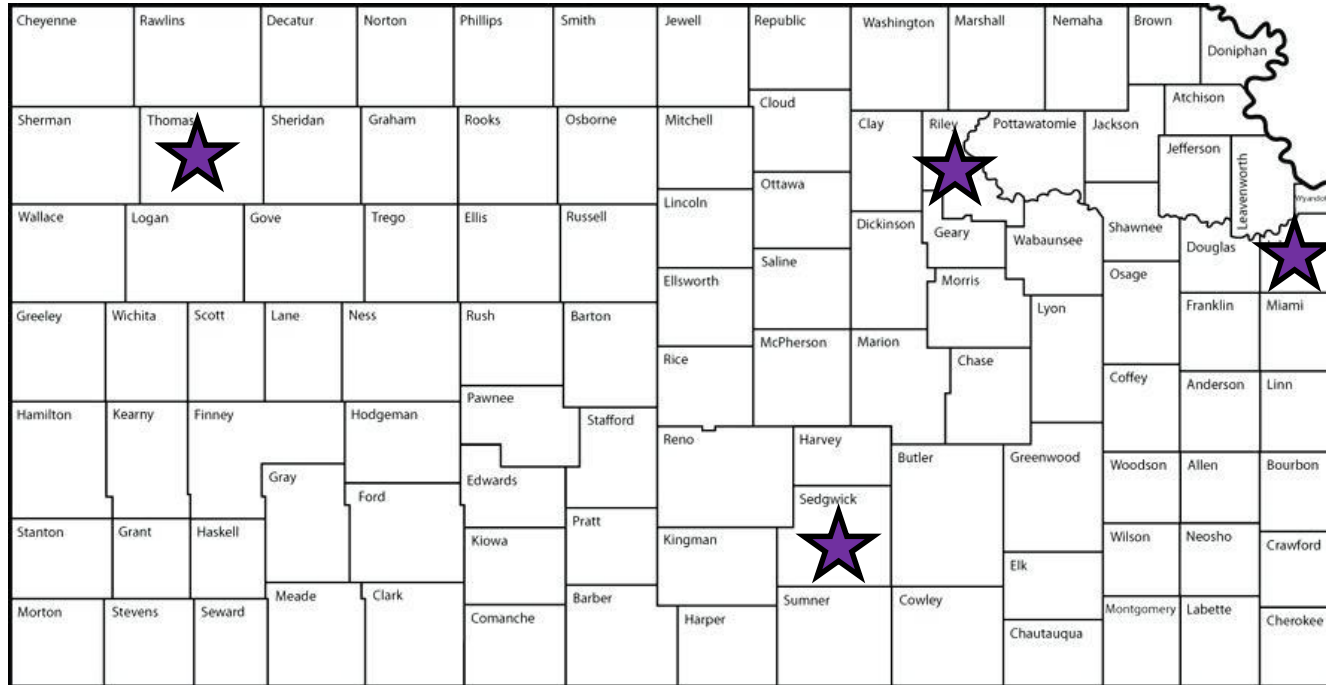 Cheyenne
Rawlins
Decatur
Norton
Phillips
Smith
Jewell
Republic
Washington
Marshall
Nemaha
Brown
Doniphan
Sherman
Thomas
Sheridan
Graham
Rooks
Osborne
Mitchell
Cloud
Clay
Riley
Pottawatomie
Jackson
Atchison
Jefferson
Leavenworth
Wallace
Logan
Gove
Trego
Ellis
Russell
Lincoln
Ottawa
Dickinson
Geary
Wabaunsee
Shawnee
Douglas
Ellsworth
Saline
Morris
Osage
Greeley
Wichita
Scott
Lane
Ness
Rush
Barton
Rice
McPherson
Marion
Chase
Lyon
Franklin
Miami
Coffey
Anderson
Linn
Hamilton
Kearny
Finney
Hodgeman
Pawnee
Stafford
Reno
Harvey
Butler
Greenwood
Woodson
Allen
Bourbon
Gray
Ford
Edwards
Sedgwick
Stanton
Grant
Haskell
Kiowa
Pratt
Kingman
Elk
Wilson
Neosho
Crawford
Morton
Stevens
Seward
Meade
Clark
Comanche
Barber
Harper
Sumner
Cowley
Chautauqua
Montgomery
Labette
Cherokee